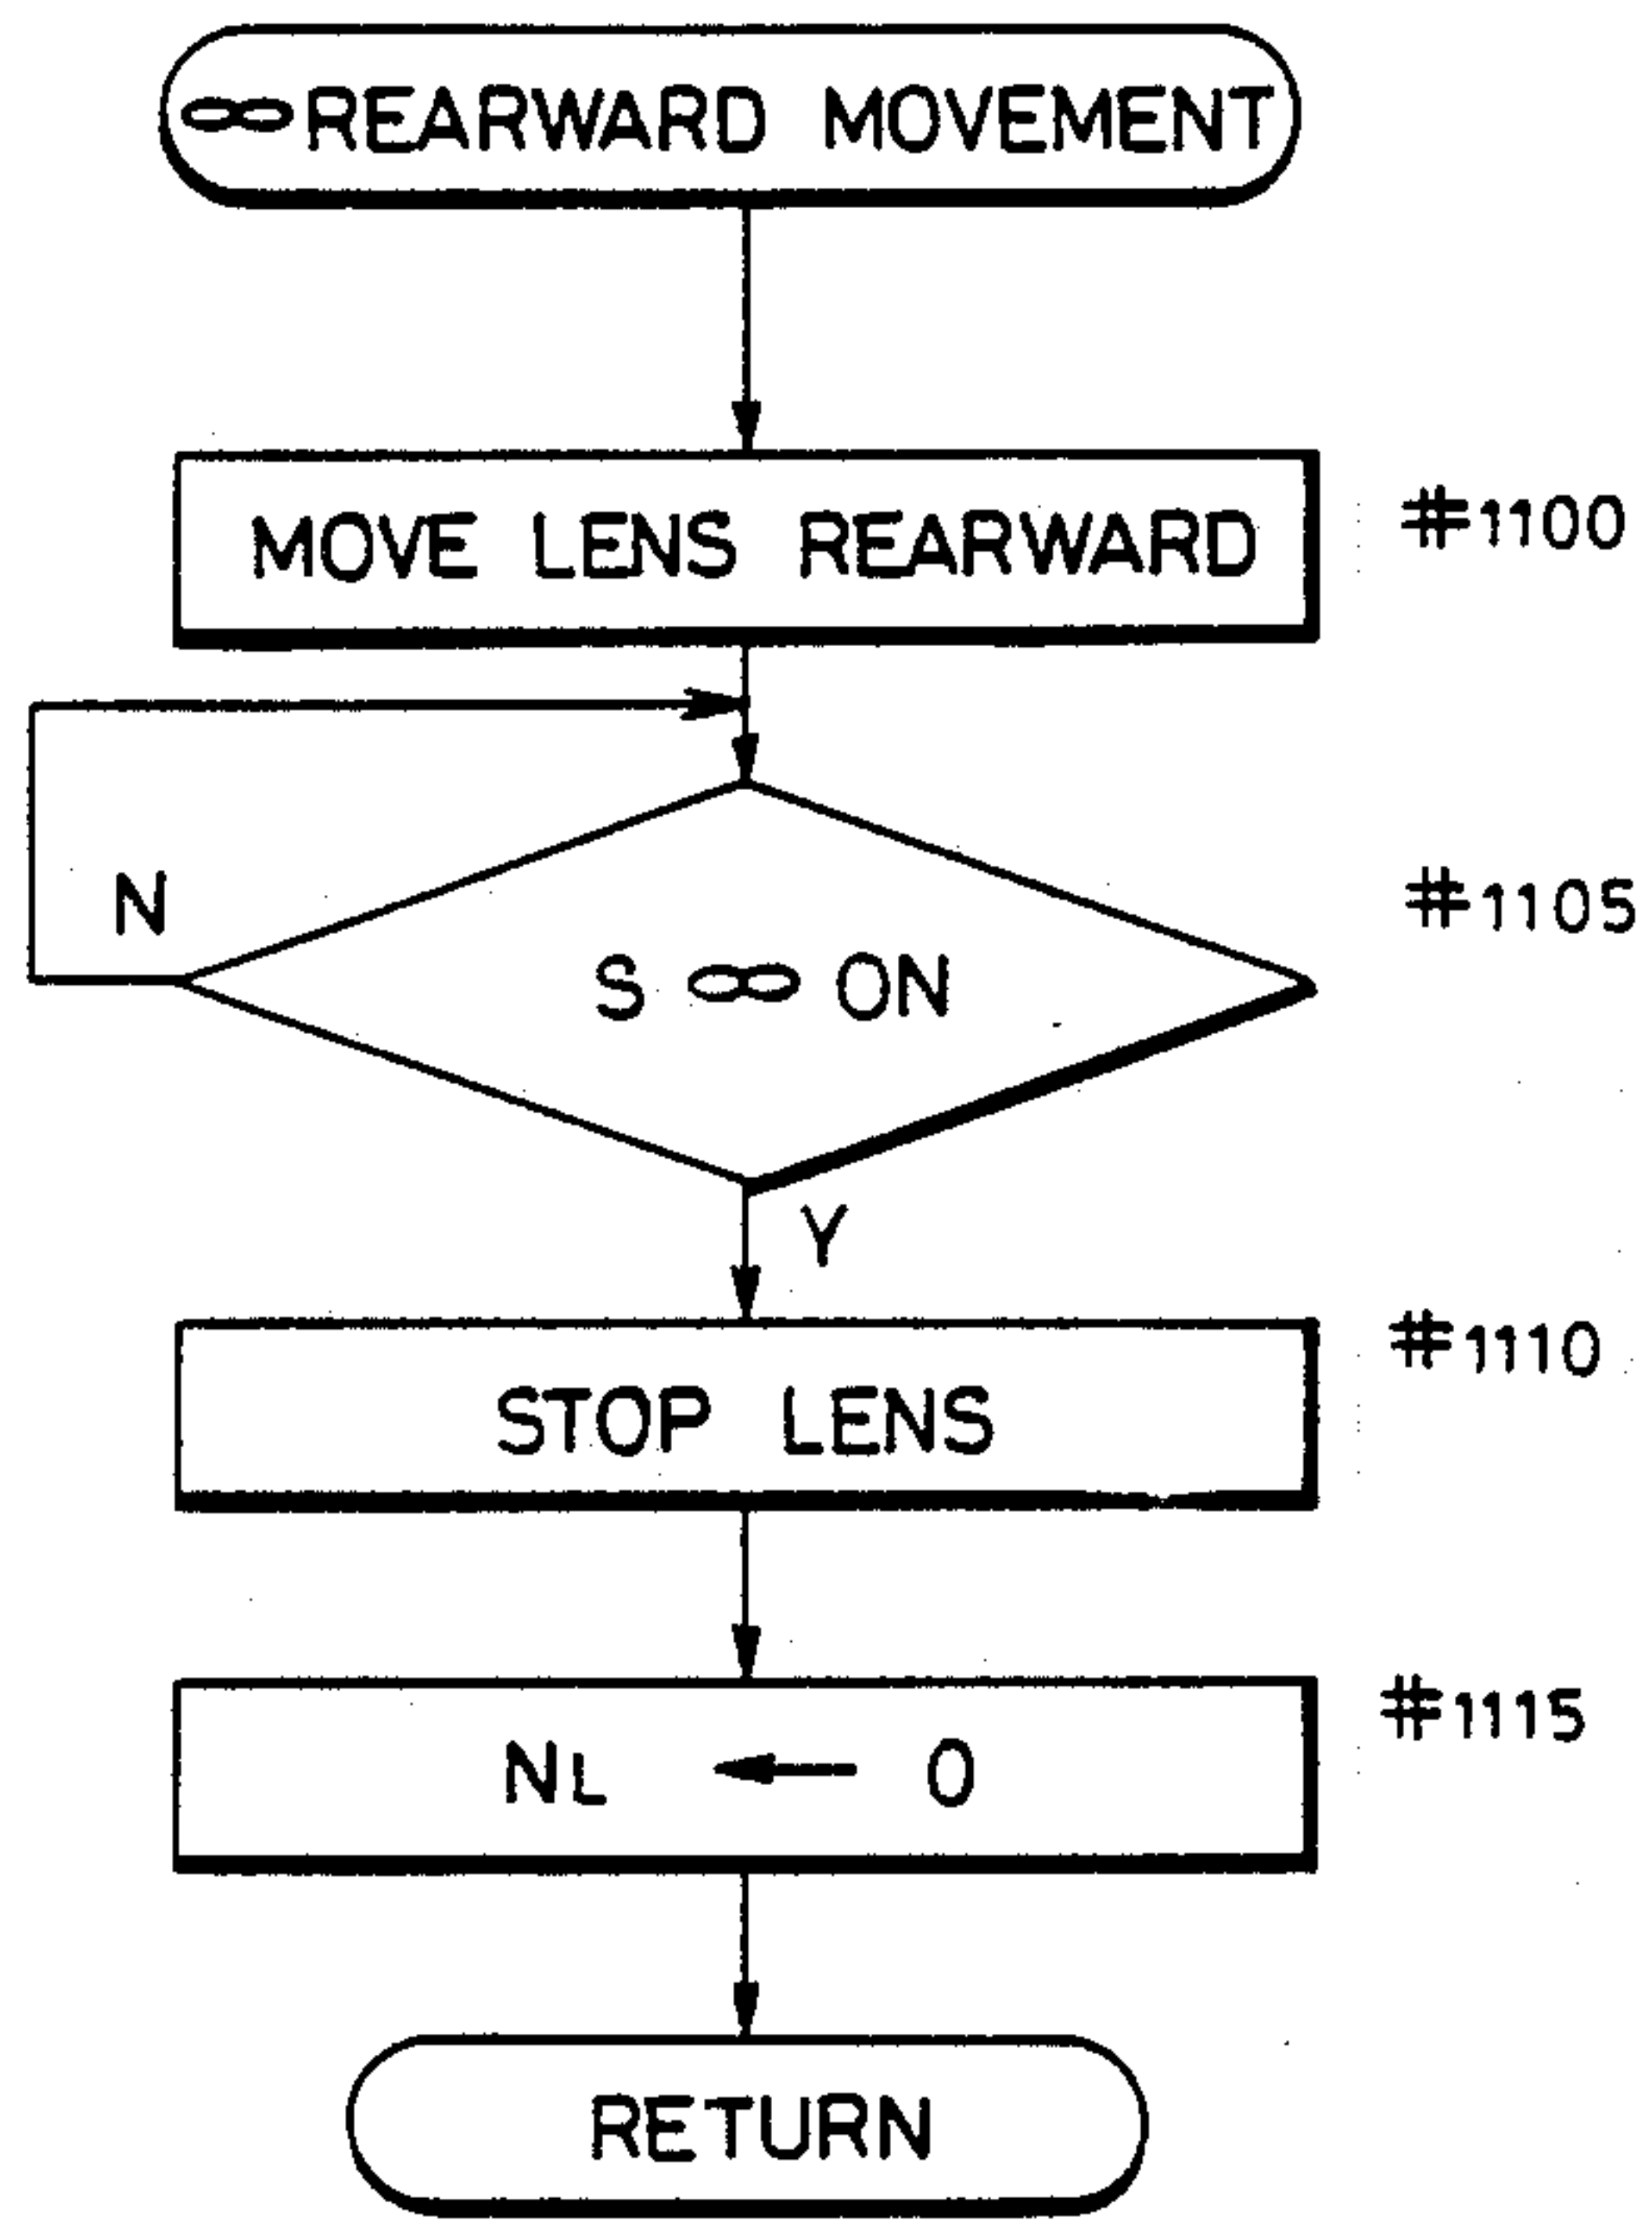 ∞REARWARD MOVEMENT
MOVE LENS REARWARD
#1100
N
#1105
S ∞ ON
Y
#1110
STOP LENS
#1115
NL ← 0
RETURN